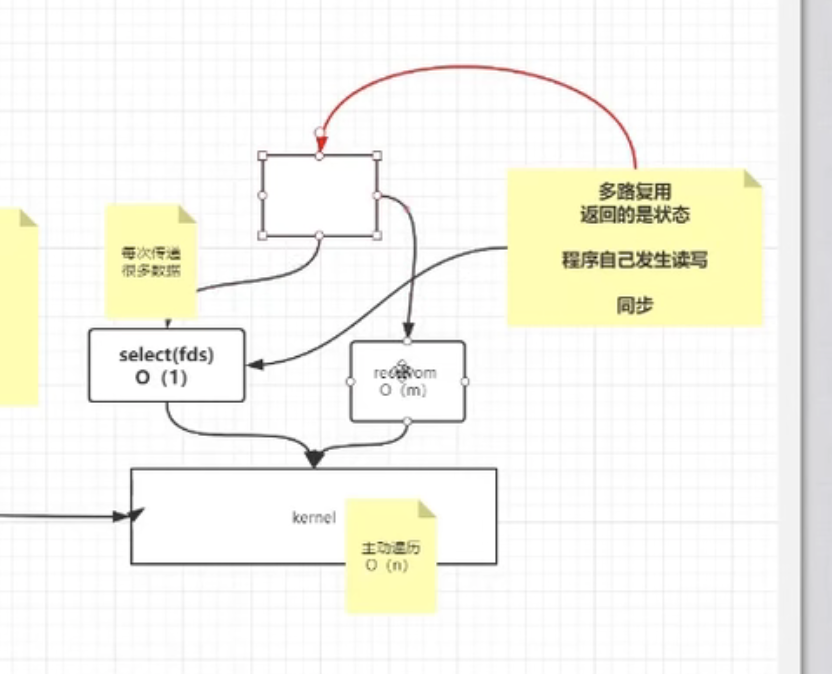 多路复用
返回的是状态
程序自己发生读写
同步
每次传递
很多数据
select(fds)
O（1）
O（m）
kernel
主动遍历
O（n）